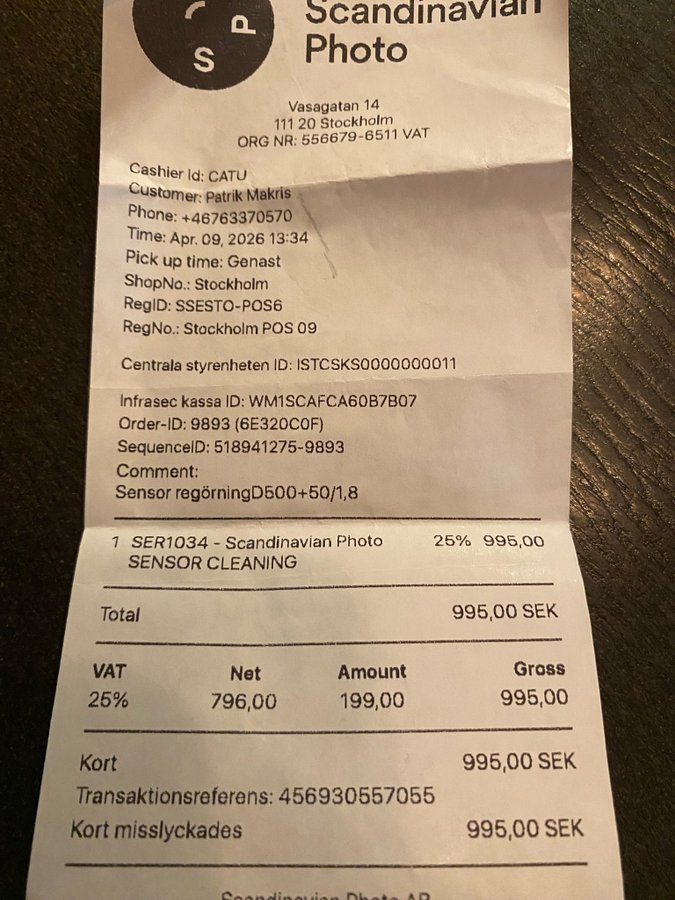 S P
Scandinavian
Photo
Vasagatan 14
111 20 Stockholm
ORG NR: 556679-6511 VAT
Cashier Id: CATU
Customer: Patrik Makris
Phone: +46763370570
Time: Apr. 09, 2026 13:34
Pick up time: Genast
ShopNo.: Stockholm
RegID: SSESTO-POS6
RegNo.: Stockholm POS 09
Centrala styrenheten ID: ISTCSKS0000000011
Infrasec kassa ID: WM1SCAFCA60B7B07
Order-ID: 9893 (6E320C0F)
SequenceID: 518941275-9893
Comment:
Sensor regörningD500+50/1,8
1 SER1034 - Scandinavian Photo 25% 995,00
SENSOR CLEANING
Total 995,00 SEK
VAT Net Amount Gross
25% 796,00 199,00 995,00
Kort 995,00 SEK
Transaktionsreferens: 456930557055
Kort misslyckades 995,00 SEK
Scandinavian Photo AB